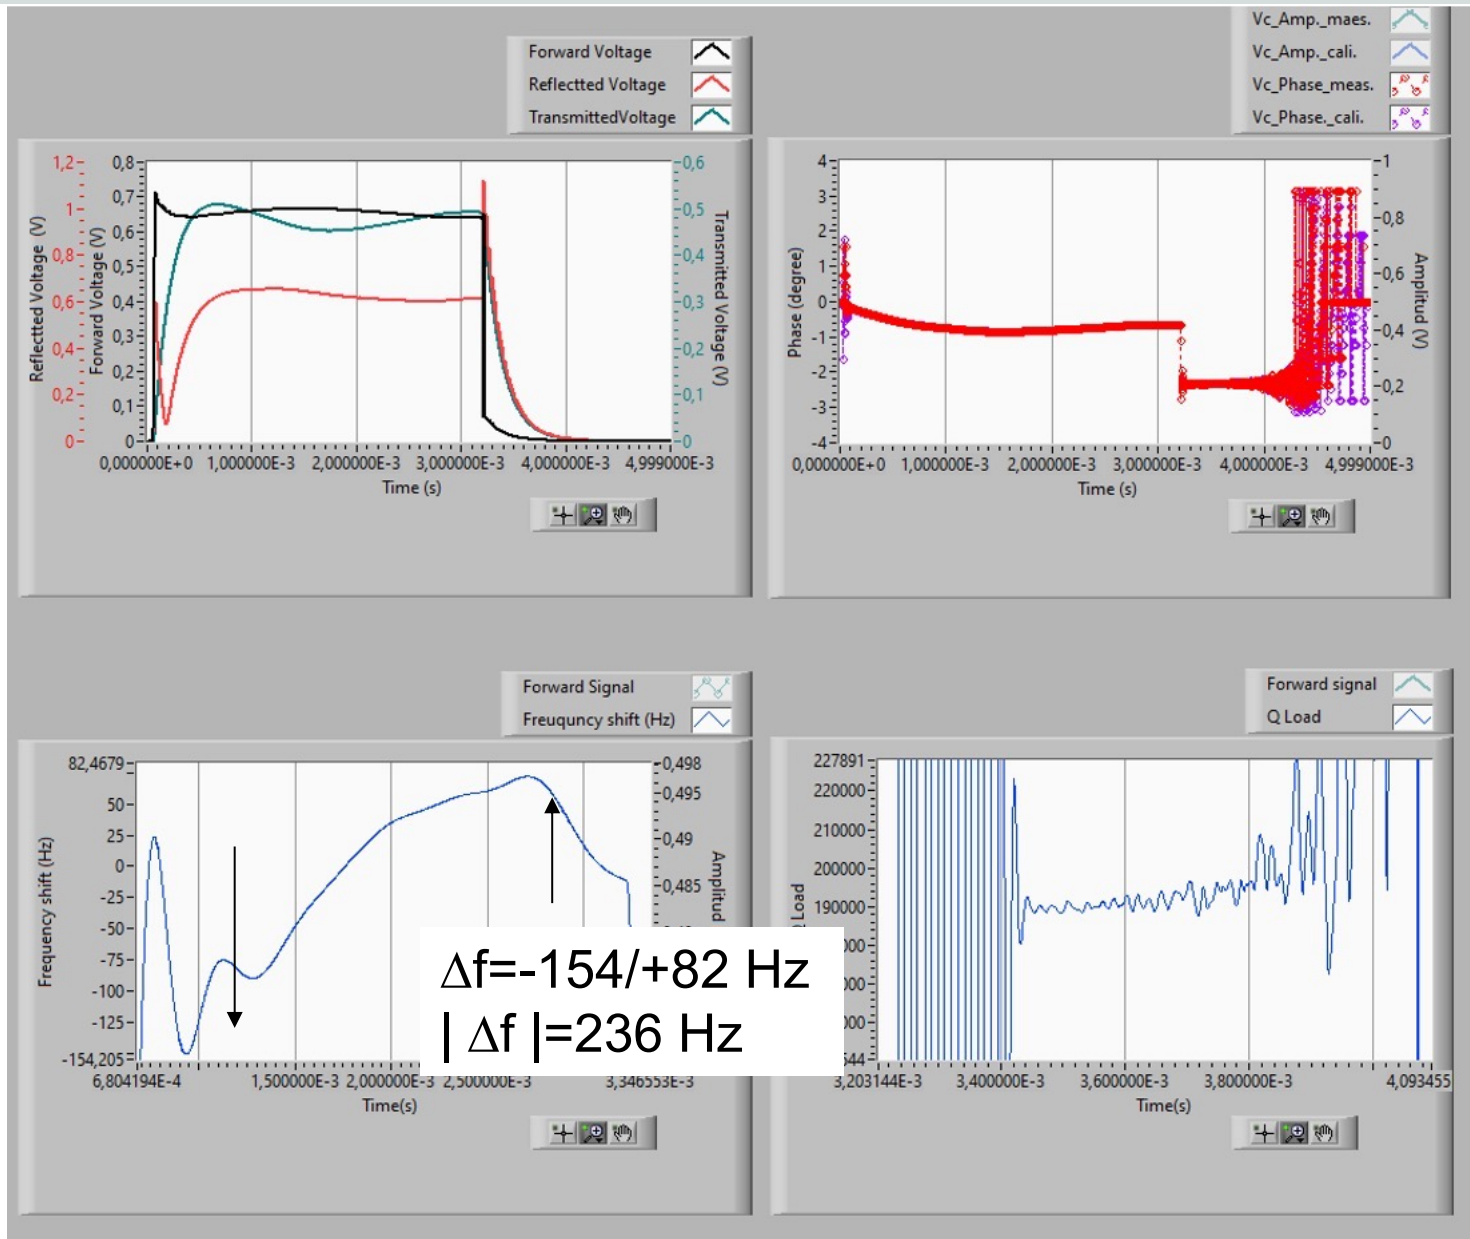 Forward Voltage
Reflectted Voltage
TransmittedVoltage
Reflectted Voltage (V)
1,2
1
0,8
0,6
0,4
0,2
0
Forward Voltage (V)
0,8
0,7
0,6
0,5
0,4
0,3
0,2
0,1
0
0,6
0,5
0,4
0,3
0,2
0,1
0
Transmitted Voltage (V)
0,0000000E+0 1,000000E-3 2,000000E-3 3,000000E-3 4,000000E-3 4,999000E-3
Time (s)
Vc_Amp._maes.
Vc_Amp._cali.
Vc_Phase_meas.
Vc_Phase._cali.
Phase (degree)
4
3
2
1
0
-1
-2
-3
-4
1
0,8
0,6
0,4
0,2
0
Amplitud (V)
0,0000000E+0 1,000000E-3 2,000000E-3 3,000000E-3 4,000000E-3 4,999000E-3
Time (s)
Forward Signal
Freuquncy shift (Hz)
Frequency shift (Hz)
82,4679
50
25
0
-25
-50
-75
-100
-125
-154,205
0,498
0,495
0,49
0,485
Amplitud
6,804194E-4 1,500000E-3 2,000000E-3 2,500000E-3 3,346553E-3
Time(s)
Δf=-154/+82 Hz
| Δf |=236 Hz
Forward signal
Q Load
Load
227891
220000
210000
200000
190000
3,203144E-3 3,400000E-3 3,600000E-3 3,800000E-3 4,093455
Time(s)